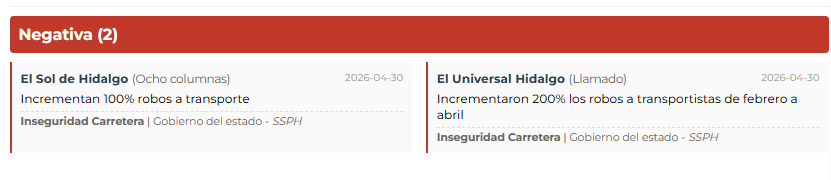 Negativa (2)
El Sol de Hidalgo (Ocho columnas) 2026-04-30
Incrementan 100% robos a transporte
Inseguridad Carretera | Gobierno del estado - SSPH
El Universal Hidalgo (Llamado) 2026-04-30
Incrementaron 200% los robos a transportistas de febrero a
abril
Inseguridad Carretera | Gobierno del estado - SSPH